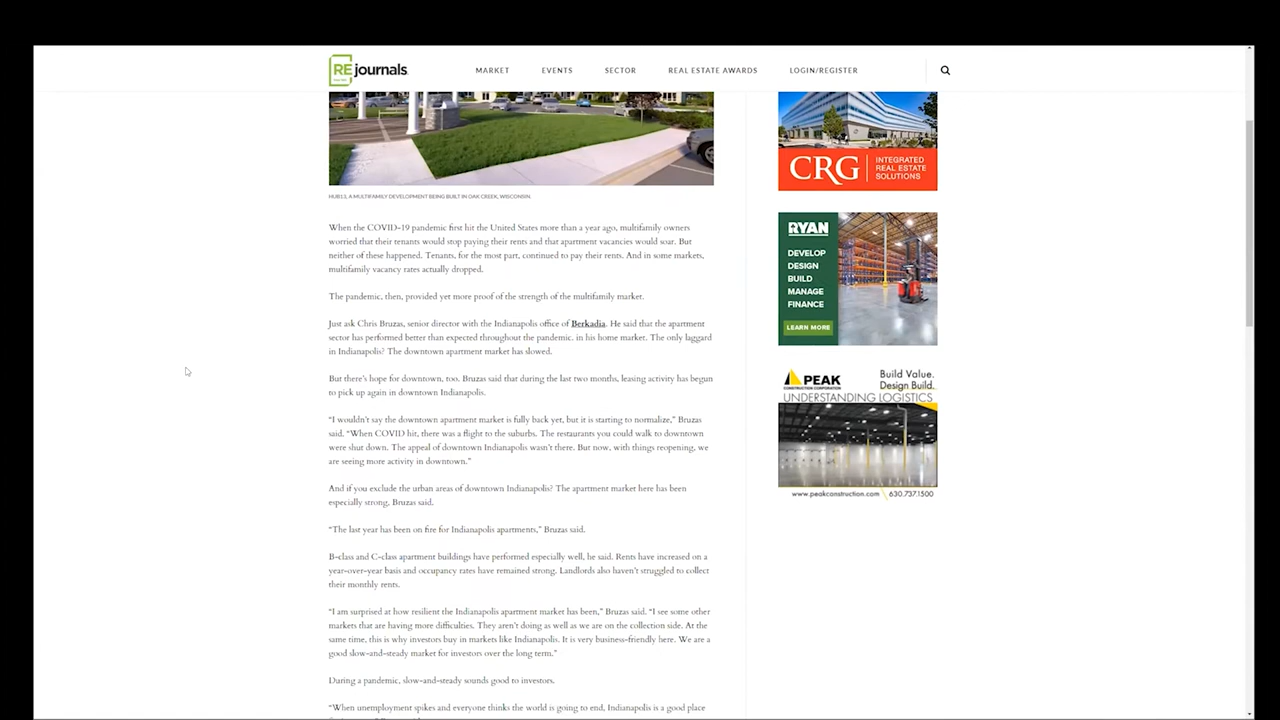 RE journals
MARKET
EVENTS
SECTOR
REAL ESTATE AWARDS
LOGIN/REGISTER
HUB13, A MULTIFAMILY DEVELOPMENT BEING BUILT IN OAK CREEK, WISCONSIN.
When the COVID-19 pandemic first hit the United States more than a year ago, multifamily owners
worried that their tenants would stop paying their rents and that apartment vacancies would soar. But
neither of these happened. Tenants, for the most part, continued to pay their rents. And in some markets,
multifamily vacancy rates actually dropped.
The pandemic, then, provided yet more proof of the strength of the multifamily market.
Just ask Chris Bruzas, senior director with the Indianapolis office of Berkadia. He said that the apartment
sector has performed better than expected throughout the pandemic. in his home market. The only laggard
in Indianapolis? The downtown apartment market has slowed.
But there's hope for downtown, too. Bruzas said that during the last two months, leasing activity has begun
to pick up again in downtown Indianapolis.
“I wouldn't say the downtown apartment market is fully back yet, but it is starting to normalize,” Bruzas
said. “When COVID hit, there was a flight to the suburbs. The restaurants you could walk to downtown
were shut down. The appeal of downtown Indianapolis wasn't there. But now, with things reopening, we
are seeing more activity in downtown.”
And if you exclude the urban areas of downtown Indianapolis? The apartment market here has been
especially strong, Bruzas said.
“The last year has been on fire for Indianapolis apartments,” Bruzas said.
B-class and C-class apartment buildings have performed especially well, he said. Rents have increased on a
year-over-year basis and occupancy rates have remained strong. Landlords also haven't struggled to collect
their monthly rents.
“I am surprised at how resilient the Indianapolis apartment market has been,” Bruzas said. “I see some other
markets that are having more difficulties. They aren't doing as well as we are on the collection side. At the
same time, this is why investors buy in markets like Indianapolis. It is very business-friendly here. We are a
good slow-and-steady market for investors over the long term.”
During a pandemic, slow-and-steady sounds good to investors.
“When unemployment spikes and everyone thinks the world is going to end, Indianapolis is a good place
CRG
INTEGRATED
REAL ESTATE
SOLUTIONS
RYAN
DEVELOP
DESIGN
BUILD
MANAGE
FINANCE
LEARN MORE
PEAK
CONSTRUCTION CORPORATION
Build Value.
Design Build.
UNDERSTANDING LOGISTICS
www.peakconstruction.com
630.737.1500